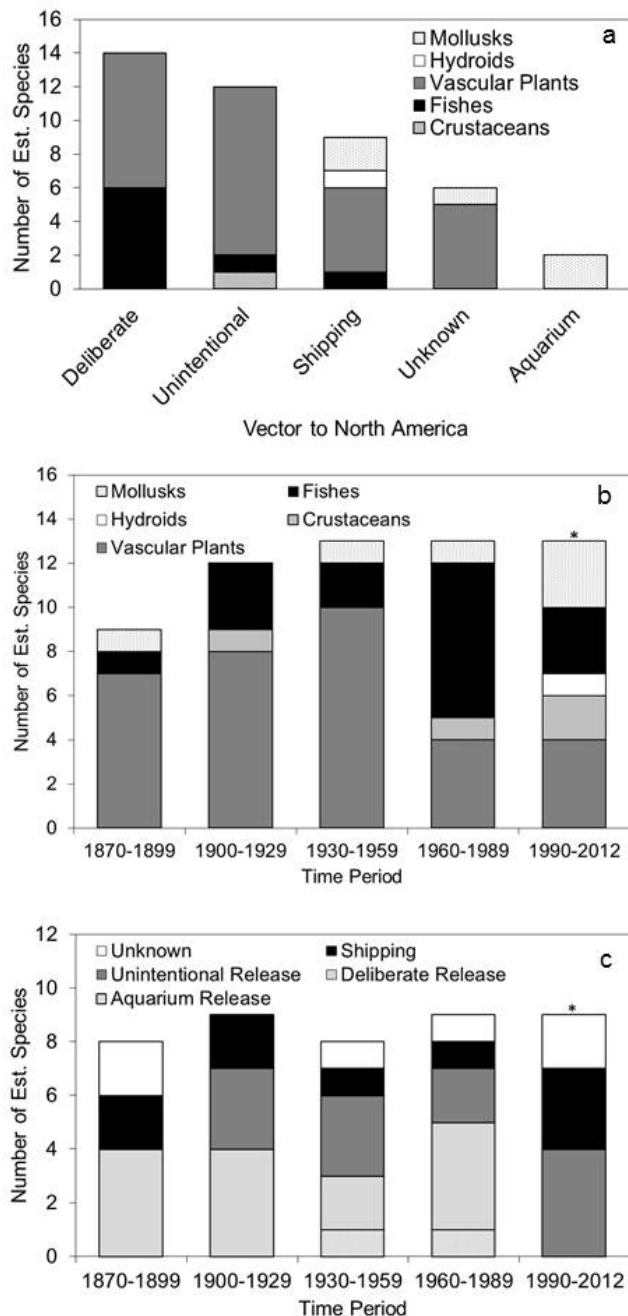 a
Mollusks
Hydroids
Vascular Plants
Fishes
Crustaceans
Number of Est. Species
16
14
12
10
8
6
4
2
0
Deliberate
Unintentional
Shipping
Unknown
Aquarium
Vector to North America
b
Mollusks Fishes
Hydroids Crustaceans
Vascular Plants
*
Number of Est. Species
16
14
12
10
8
6
4
2
0
1870-1899 1900-1929 1930-1959 1960-1989 1990-2012
Time Period
c
Unknown Shipping
Unintentional Release Deliberate Release
Aquarium Release
*
Number of Est. Species
12
10
8
6
4
2
0
1870-1899 1900-1929 1930-1959 1960-1989 1990-2012
Time Period